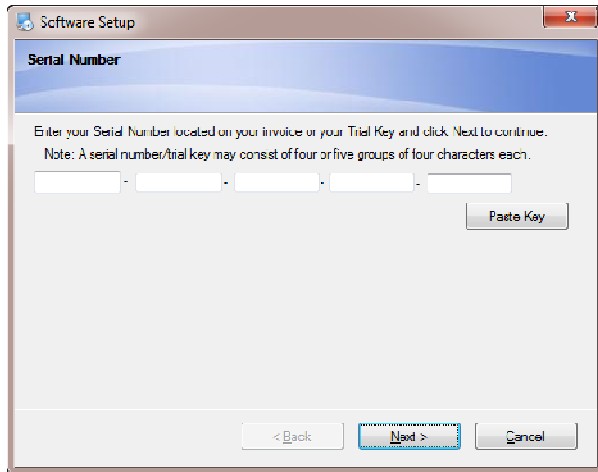 Software Setup
Serial Number
Enter your Serial Number located on your invoice or your Trial Key and click Next to continue.
Note: A serial number/trial key may consist of four or five groups of four characters each.
- - - -
Paste Key
< Back Next > Cancel